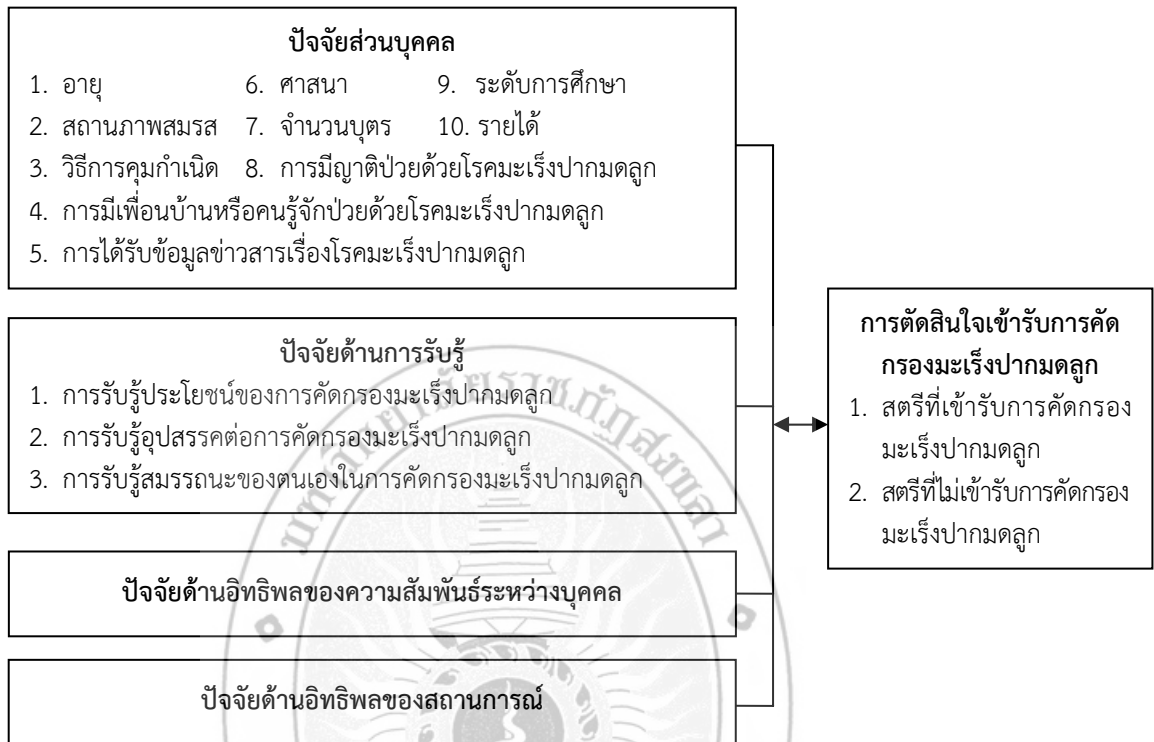 ปัจจัยส่วนบุคคล
1. อายุ 6. ศาสนา 9. ระดับการศึกษา
2. สถานภาพสมรส 7. จำนวนบุตร 10. รายได้
3. วิธีการคุมกำเนิด 8. การมีญาติป่วยด้วยโรคมะเร็งปากมดลูก
4. การมีเพื่อนบ้านหรือคนรู้จักป่วยด้วยโรคมะเร็งปากมดลูก
5. การได้รับข้อมูลข่าวสารเรื่องโรคมะเร็งปากมดลูก
ปัจจัยด้านการรับรู้
1. การรับรู้ประโยชน์ของการคัดกรองมะเร็งปากมดลูก
2. การรับรู้อุปสรรคต่อการคัดกรองมะเร็งปากมดลูก
3. การรับรู้สมรรถนะของตนเองในการคัดกรองมะเร็งปากมดลูก
ปัจจัยด้านอิทธิพลของความสัมพันธ์ระหว่างบุคคล
ปัจจัยด้านอิทธิพลของสถานการณ์
การตัดสินใจเข้ารับการคัด
กรองมะเร็งปากมดลูก
1. สตรีที่เข้ารับการคัดกรอง
มะเร็งปากมดลูก
2. สตรีที่ไม่เข้ารับการคัดกรอง
มะเร็งปากมดลูก
มหาวิทยาลัยราชภัฏสงขลา